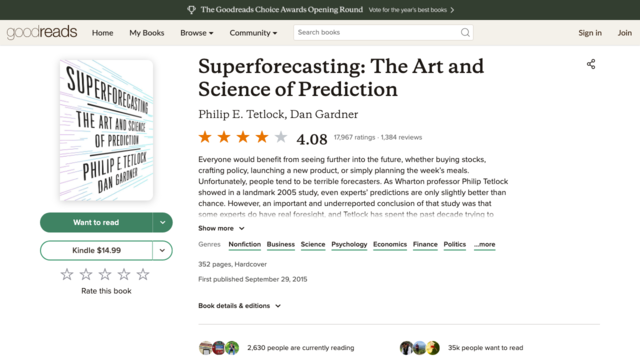 The Goodreads Choice Awards Opening Round Vote for the year's best books
goodreads Home My Books Browse Community Search books Sign in Join
SUPERFORECASTING
THE ART AND SCIENCE
OF PREDICTION
PHILIP E. TETLOCK
DAN GARDNER
Want to read
Kindle $14.99
Rate this book
Superforecasting: The Art and
Science of Prediction
Philip E. Tetlock, Dan Gardner
4.08 17,967 ratings · 1,384 reviews
Everyone would benefit from seeing further into the future, whether buying stocks,
crafting policy, launching a new product, or simply planning the week's meals.
Unfortunately, people tend to be terrible forecasters. As Wharton professor Philip Tetlock
showed in a landmark 2005 study, even experts' predictions are only slightly better than
chance. However, an important and underreported conclusion of that study was that
some experts do have real foresight, and Tetlock has spent the past decade trying to
Show more
Genres Nonfiction Business Science Psychology Economics Finance Politics ...more
352 pages, Hardcover
First published September 29, 2015
Book details & editions
2,630 people are currently reading 35k people want to read